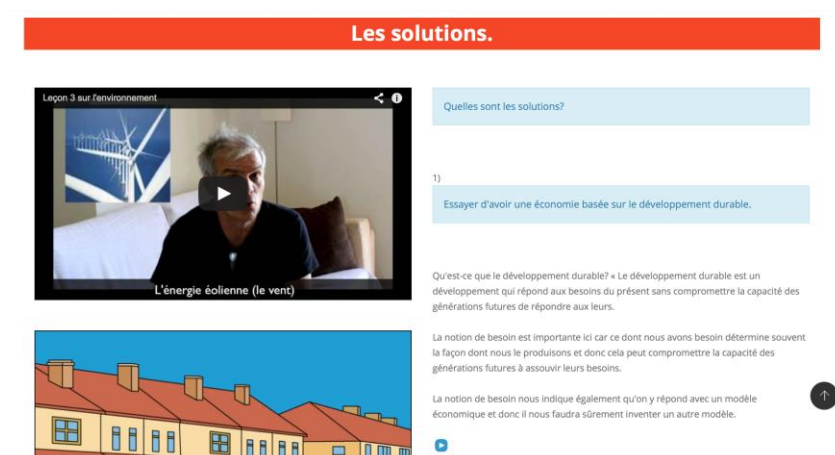 Les solutions.
Leçon 3 sur l'environnement
L'énergie éolienne (le vent)
Quelles sont les solutions?
1)
Essayer d'avoir une économie basée sur le développement durable.
Qu'est-ce que le développement durable? « Le développement durable est un
développement qui répond aux besoins du présent sans compromettre la capacité des
générations futures de répondre aux leurs.
La notion de besoin est importante ici car ce dont nous avons besoin détermine souvent
la façon dont nous le produisons et donc cela peut compromettre la capacité des
générations futures à assouvir leurs besoins.
La notion de besoin nous indique également qu'on y répond avec un modèle
économique et donc il nous faudra sûrement inventer un autre modèle.